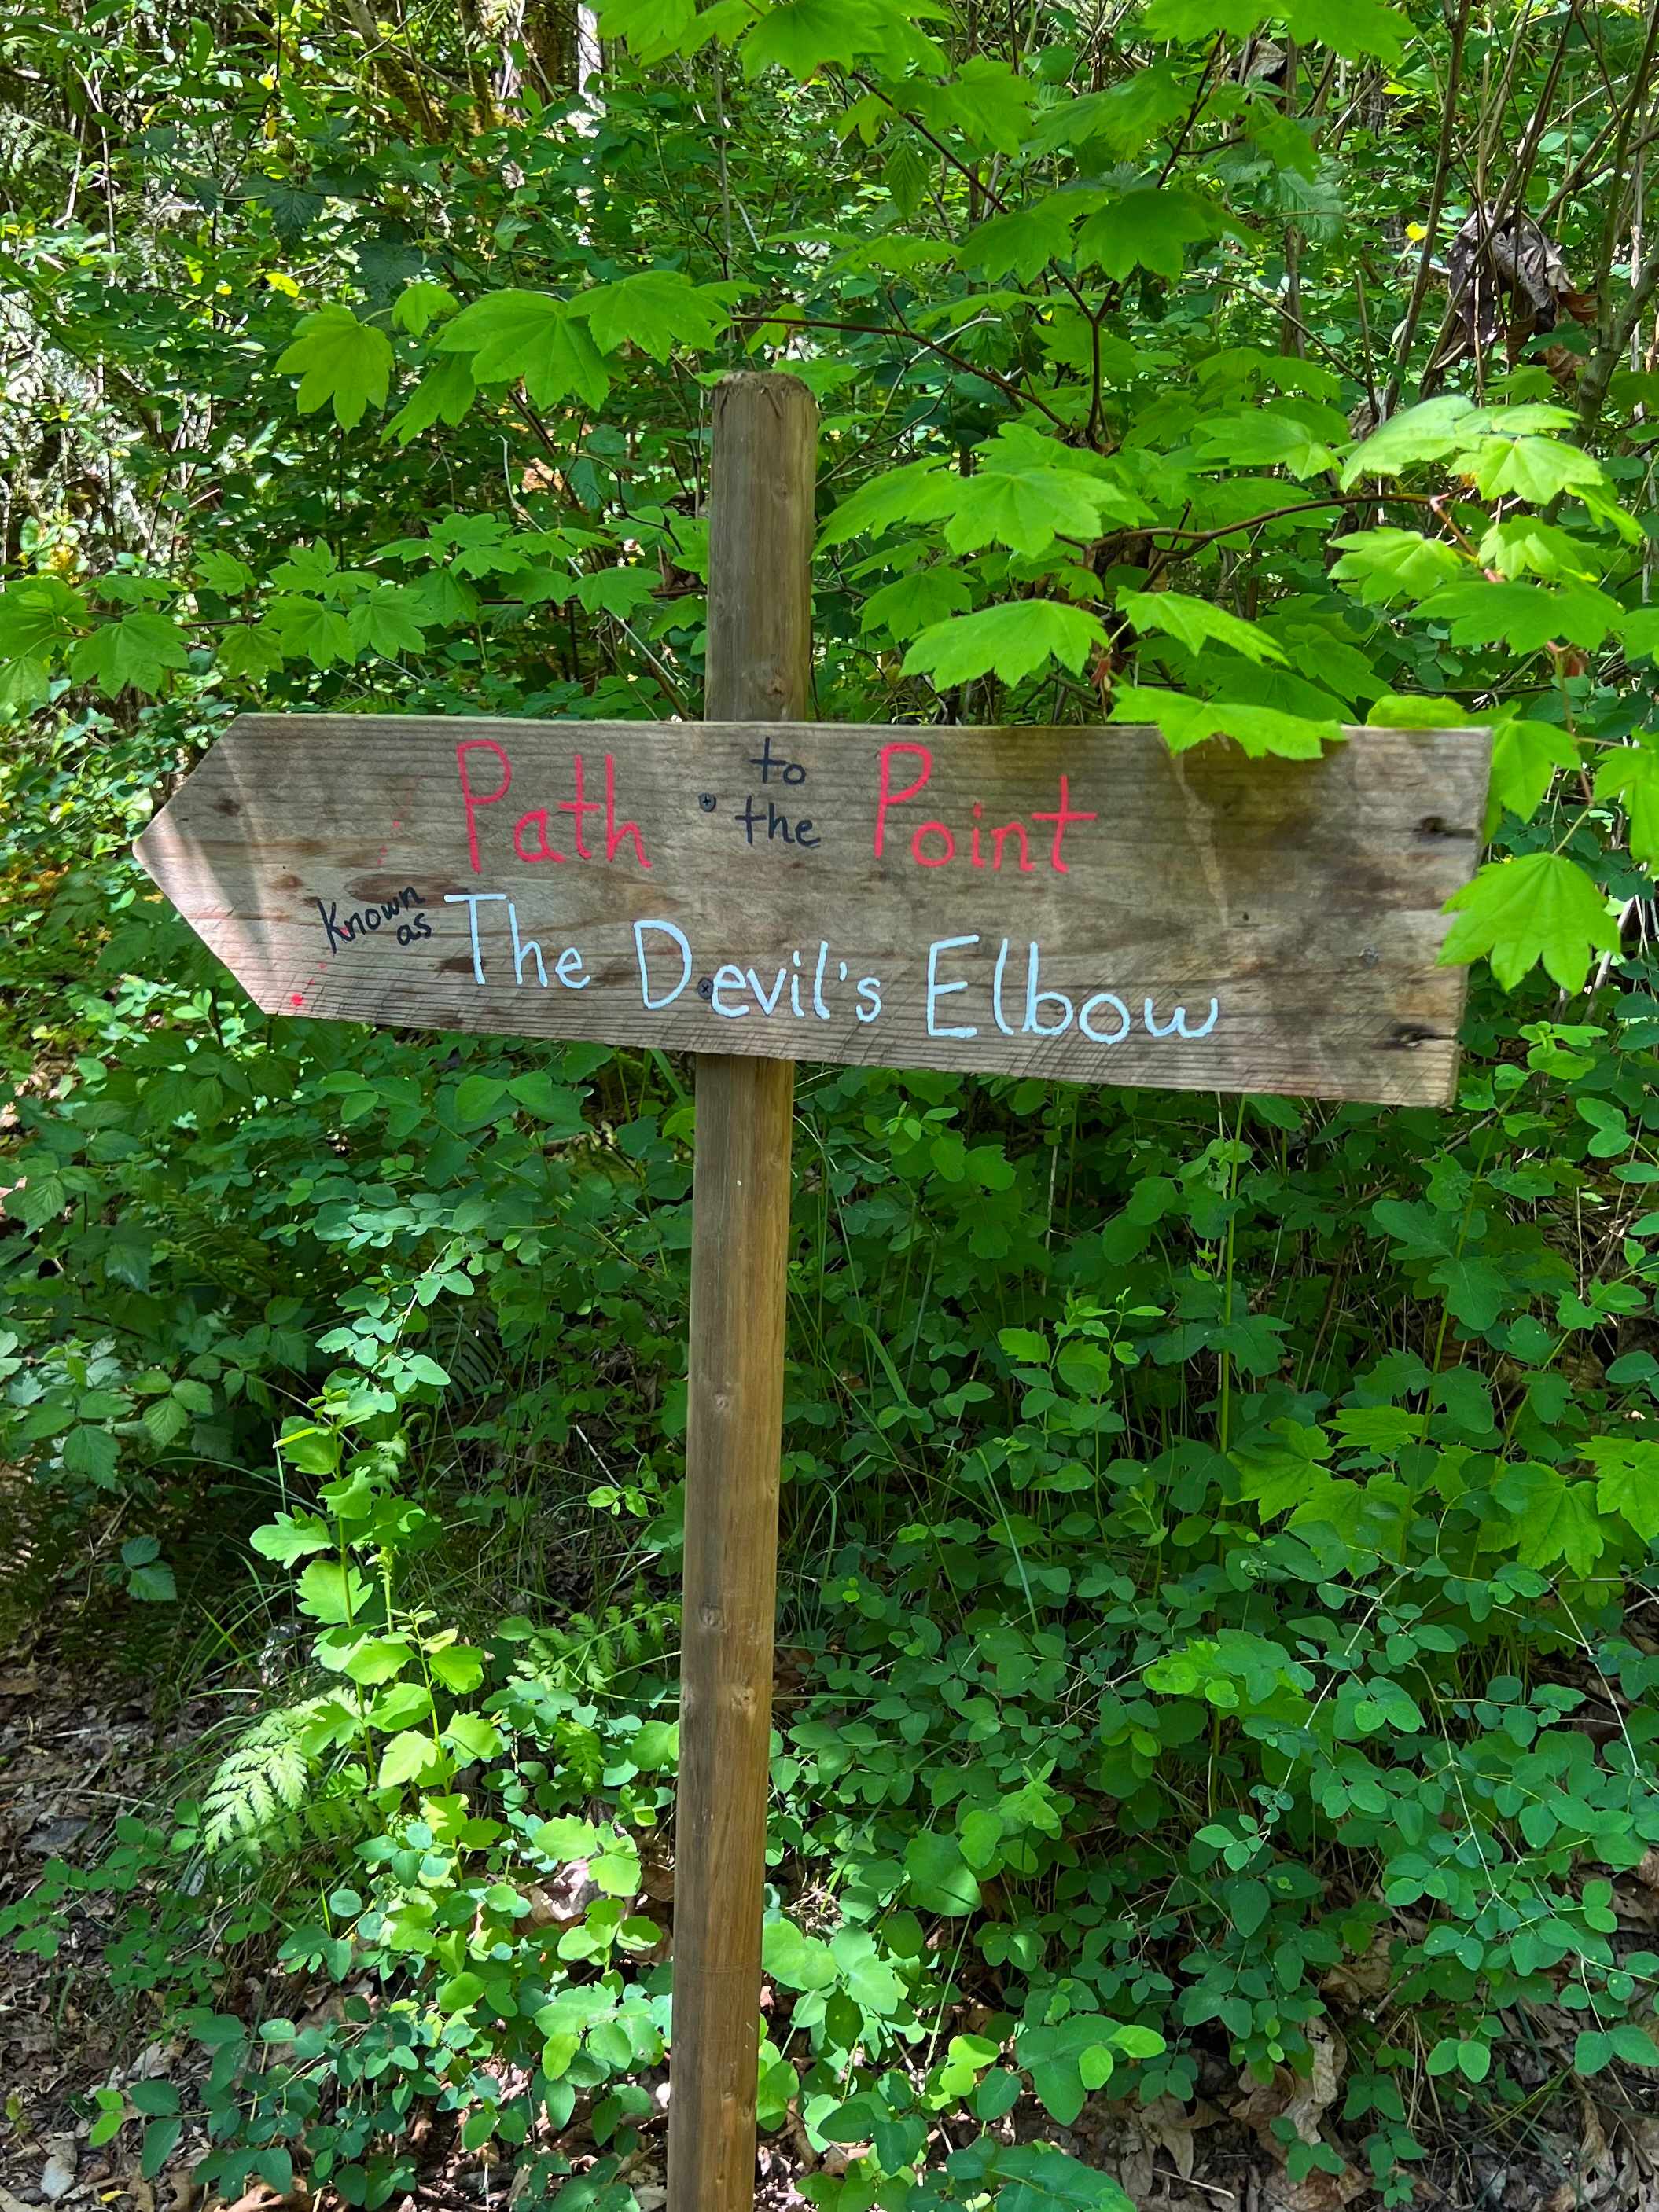 Path to the Point
Known as The Devil's Elbow